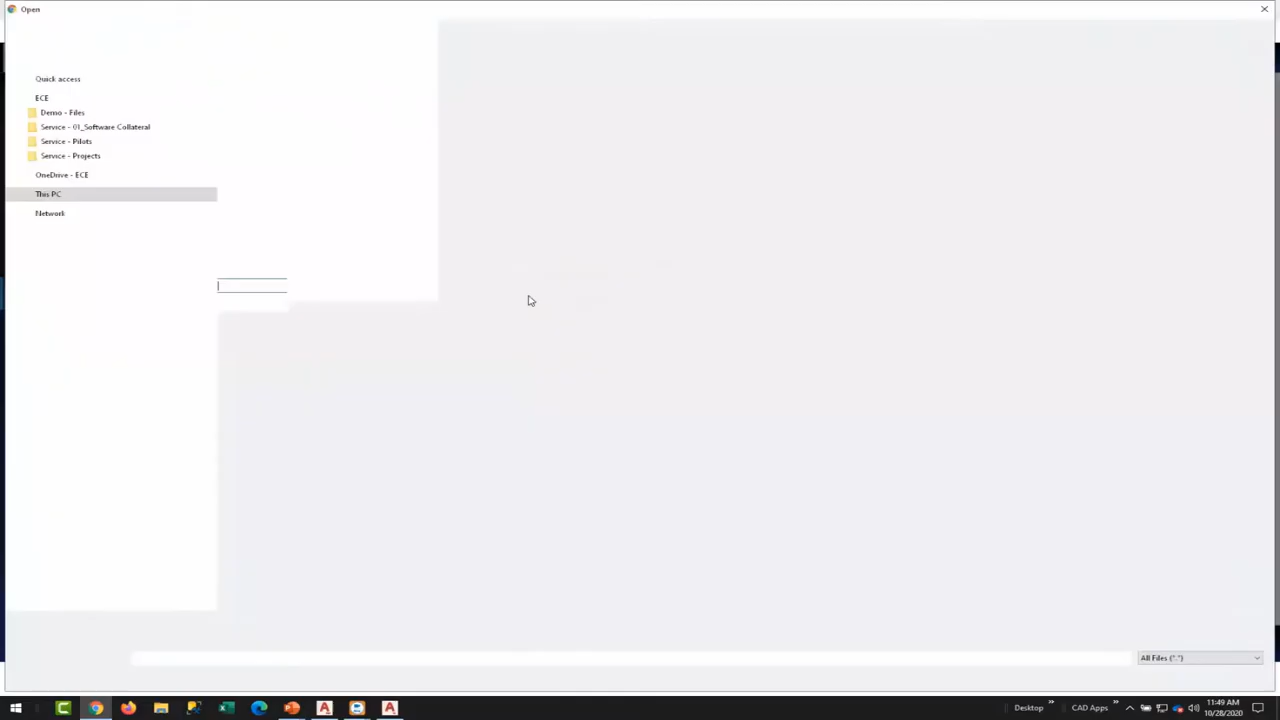 Open
Quick access
ECE
Demo - Files
Service - 01_Software Collateral
Service - Pilots
Service - Projects
OneDrive - ECE
This PC
Network
All Files (*.*)
Desktop
CAD Apps
11:49 AM
10/28/2020